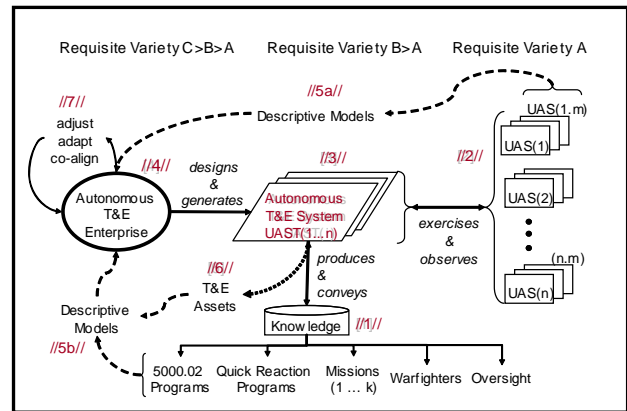 Requisite Variety C>B>A
Requisite Variety B>A
Requisite Variety A
//5a//
//7//
Descriptive Models
UAS(1.m)
adjust
adapt
co-align
//4//
designs
&
generates
//3//
//2//
UAS(1)
Autonomous
T&E
Enterprise
Autonomous
T&E System
UAST(1...n)
UAS(2)
exercises
&
observes
//6//
T&E
Assets
produces
&
conveys
(n.m)
UAS(n)
Descriptive
Models
//5b//
Knowledge
//1//
5000.02
Programs
Quick Reaction
Programs
Missions
(1 ... k)
Warfighters
Oversight